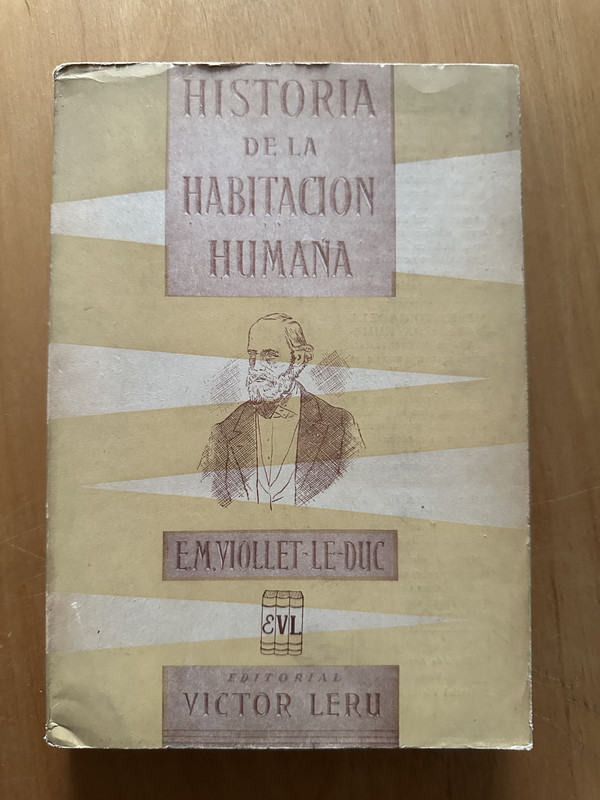 HISTORIA
DE LA
HABITACION
HUMANA
E.M. VIOLLET-LE-DUC
EVL
EDITORIAL
VICTOR LERU